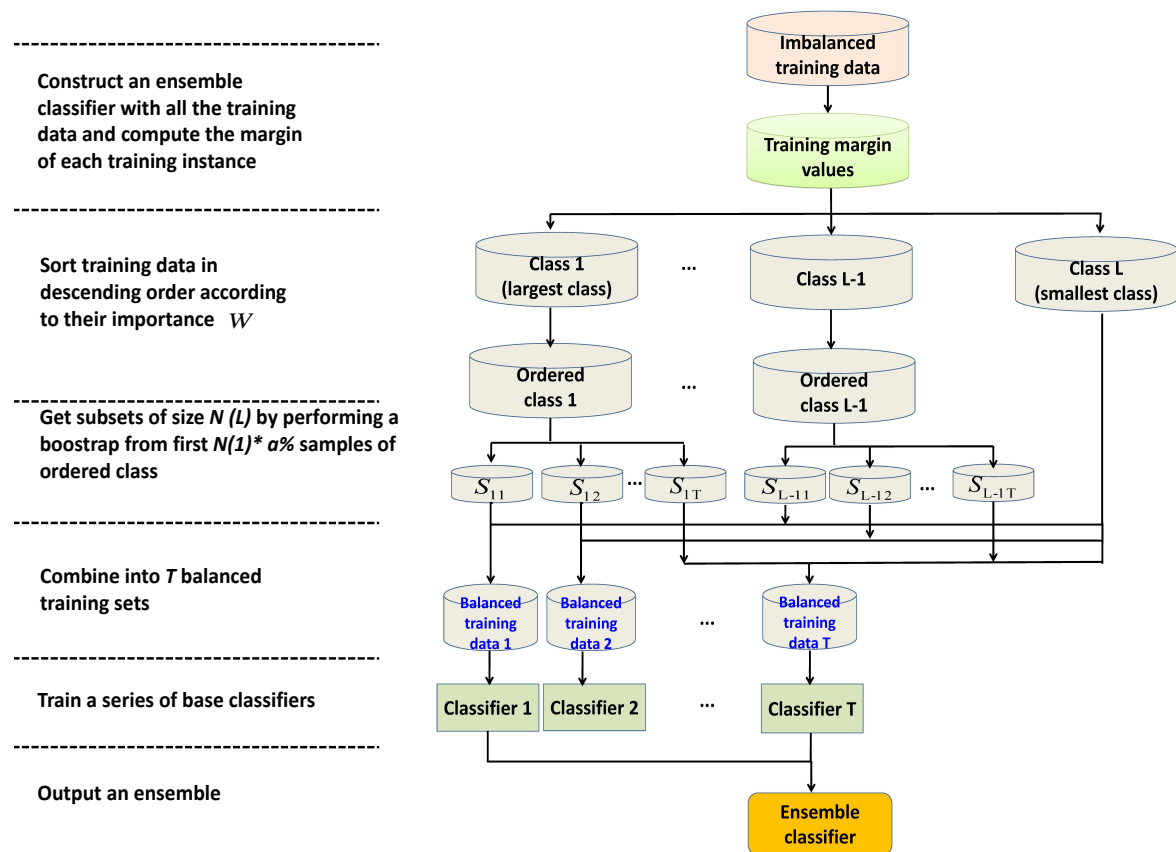 Construct an ensemble
classifier with all the training
data and compute the margin
of each training instance
Imbalanced
training data
Training margin
values
Sort training data in
descending order according
to their importance W
Class 1
(largest class)
...
Class L-1
Class L
(smallest class)
Ordered
class 1
...
Ordered
class L-1
Get subsets of size N (L) by performing a
boostrap from first N(1)* a% samples of
ordered class
S11
S12
...
S1T
SL-11
SL-12
...
SL-1T
Combine into T balanced
training sets
Balanced
training
data 1
Balanced
training
data 2
...
Balanced
training
data T
Train a series of base classifiers
Classifier 1
Classifier 2
...
Classifier T
Output an ensemble
Ensemble
classifier